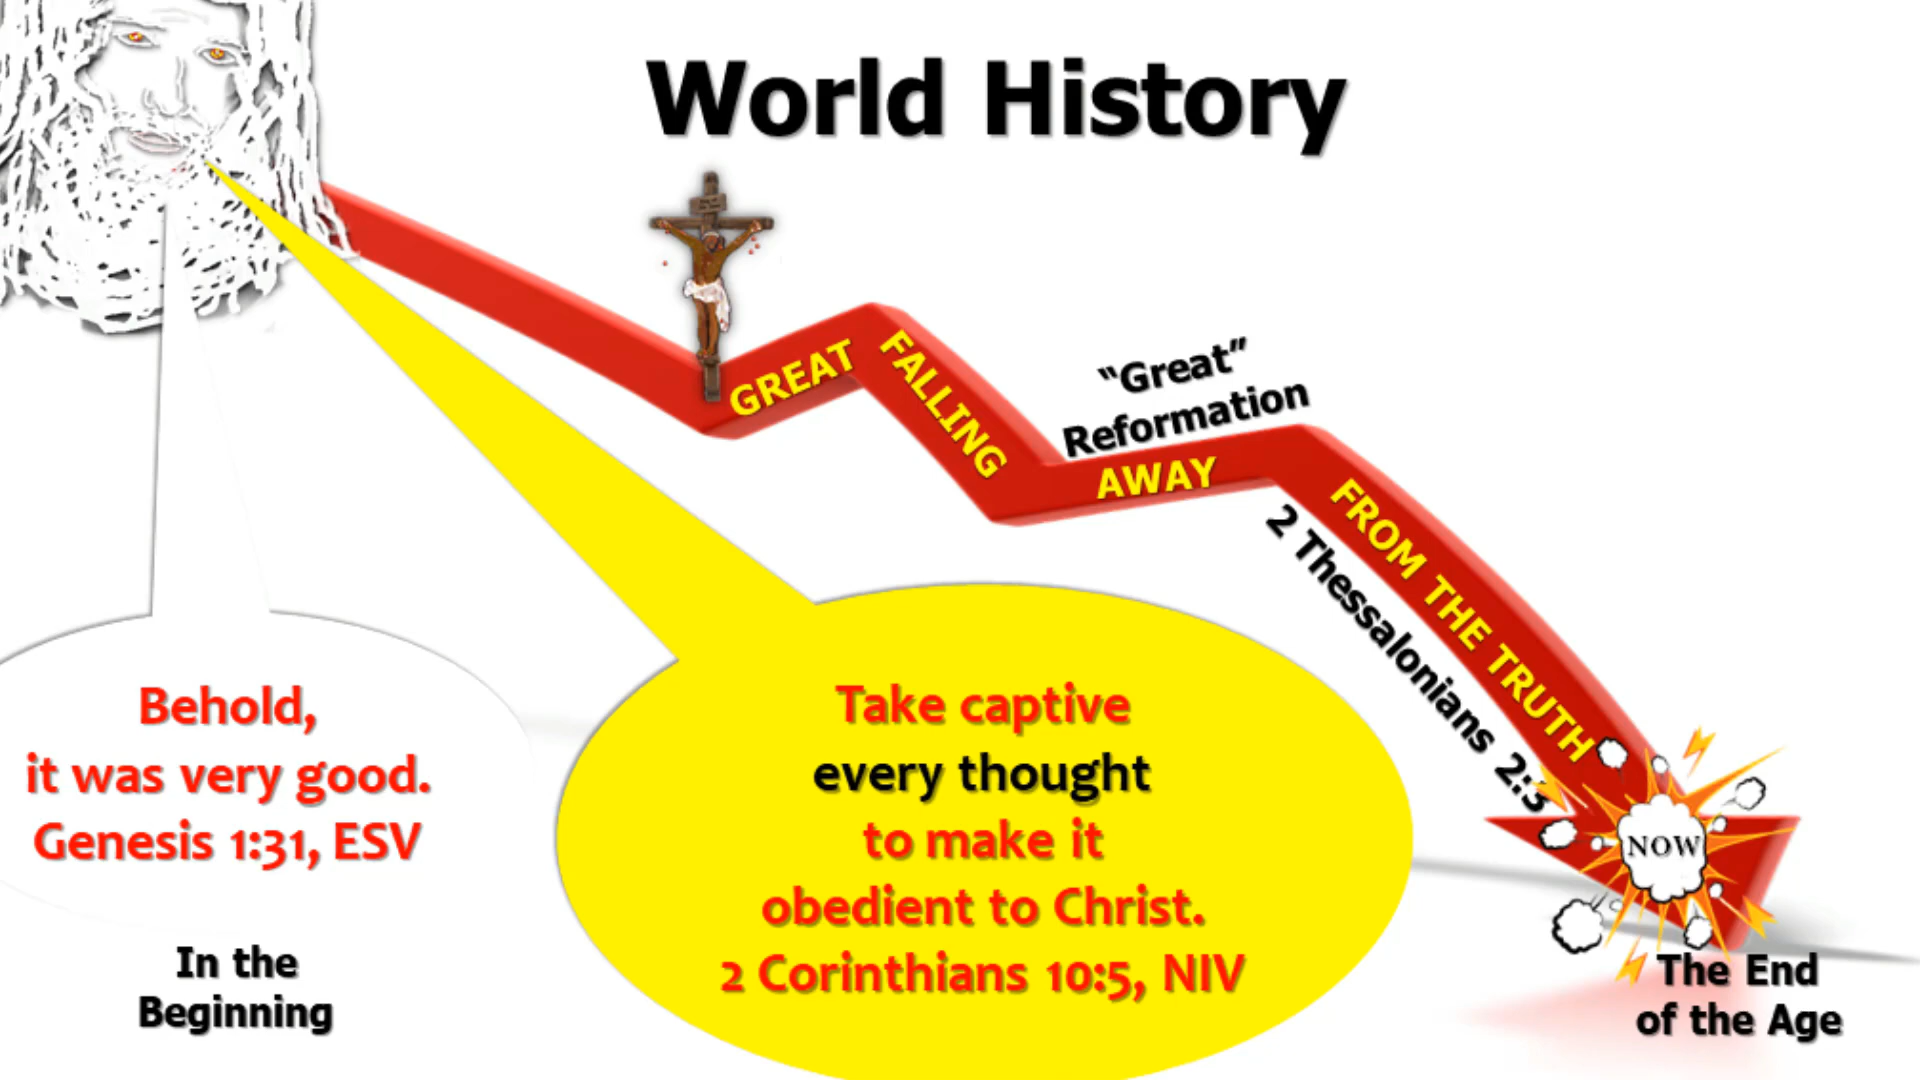 World History
GREAT
FALLING
AWAY
FROM THE TRUTH
“Great”
Reformation
2 Thessalonians 2:3
NOW
Behold,
it was very good.
Genesis 1:31, ESV
In the
Beginning
Take captive
every thought
to make it
obedient to Christ.
2 Corinthians 10:5, NIV
The End
of the Age